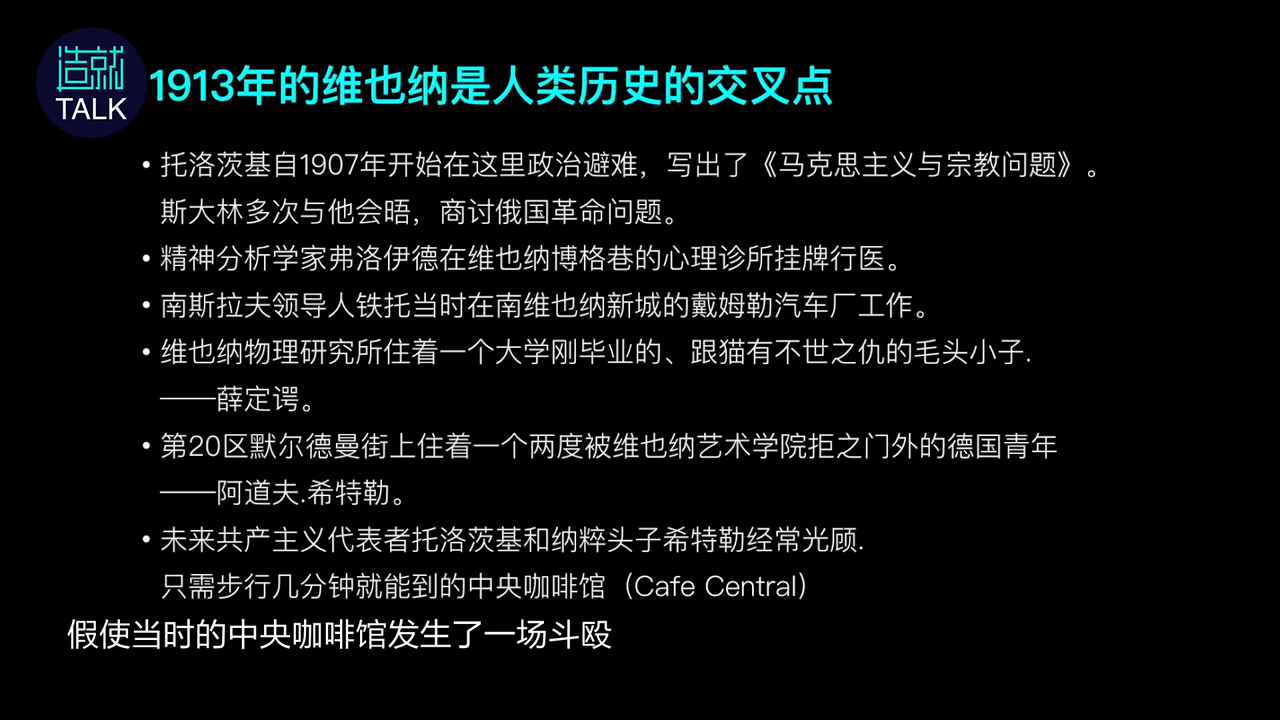 造就
TALK
1913年的维也纳是人类历史的交叉点
• 托洛茨基自1907年开始在这里政治避难，写出了《马克思主义与宗教问题》。
斯大林多次与他会晤，商讨俄国革命问题。
• 精神分析学家弗洛伊德在维也纳博格巷的心理诊所挂牌行医。
• 南斯拉夫领导人铁托当时在南维也纳新城的戴姆勒汽车厂工作。
• 维也纳物理研究所住着一个大学刚毕业的、跟猫有不世之仇的毛头小子.
——薛定谔。
• 第20区默尔德曼街上住着一个两度被维也纳艺术学院拒之门外的德国青年
——阿道夫.希特勒。
• 未来共产主义代表者托洛茨基和纳粹头子希特勒经常光顾.
只需步行几分钟就能到的中央咖啡馆（Cafe Central）
假使当时的中央咖啡馆发生了一场斗殴